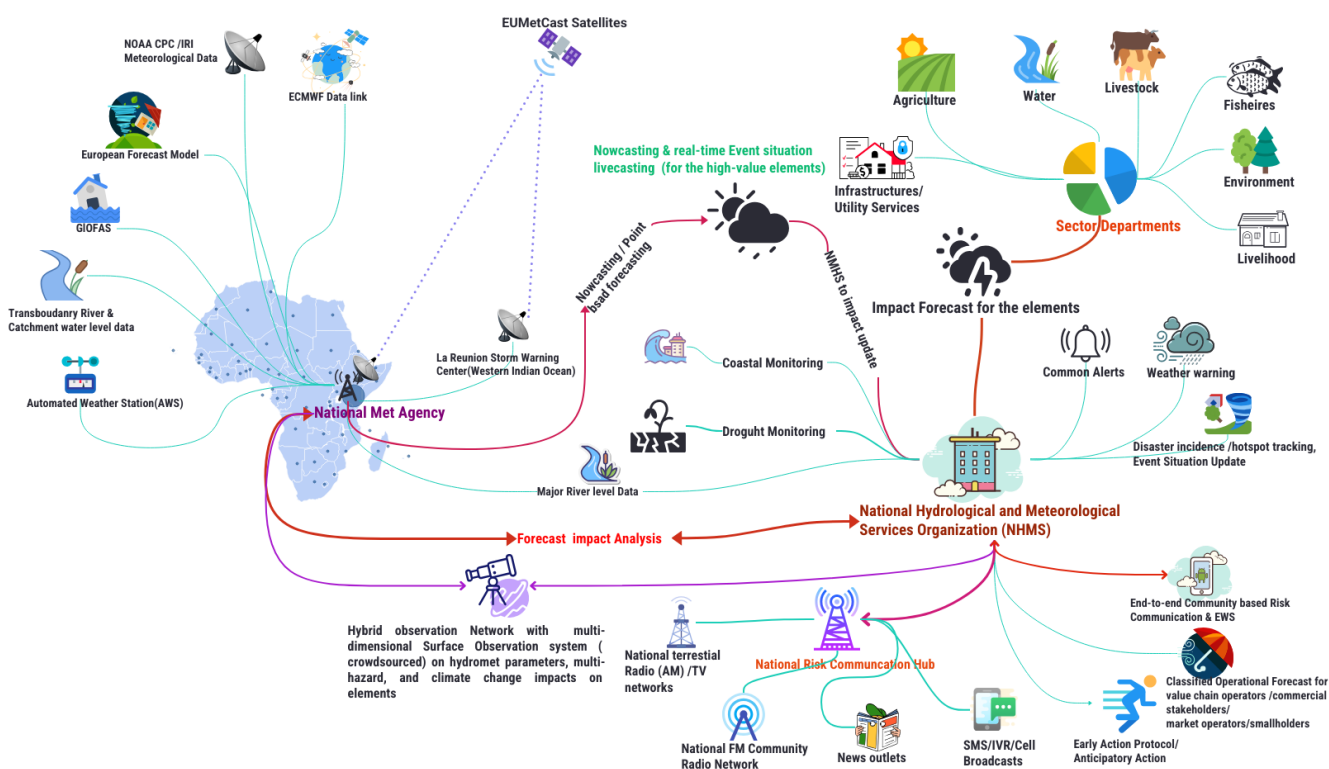 EUMetCast Satellites
NOAA CPC /IRI
Meteorological Data
ECMWF Data link
European Forecast Model
GlOFAS
Transboudanry River &
Catchment water level data
Automated Weather Station(AWS)
National Met Agency
La Reunion Storm Warning
Center(Western Indian Ocean)
Nowcasting / Point
bsad forecasting
Nowcasting & real-time Event situation
livecasting (for the high-value elements)
NMHS to impact update
Agriculture
Water
Livestock
Fisheires
Infrastructures/
Utility Services
Environment
Sector Departments
Livelihood
Impact Forecast for the elements
Coastal Monitoring
Droguht Monitoring
Major River level Data
Common Alerts
Weather warning
Disaster incidence /hotspot tracking,
Event Situation Update
National Hydrological and Meteorological
Services Organization (NHMS)
Forecast impact Analysis
Hybrid observation Network with multi-
dimensional Surface Observation system (
crowdsourced) on hydromet parameters, multi-
hazard, and climate change impacts on
elements
National terrestial
Radio (AM) /TV
networks
National Risk Communcation Hub
National FM Community
Radio Network
News outlets
SMS/IVR/Cell
Broadcasts
End-to-end Community based Risk
Communication & EWS
Classified Operational Forecast for
value chain operators /commercial
stakeholders/
market operators/smallholders
Early Action Protocol/
Anticipatory Action